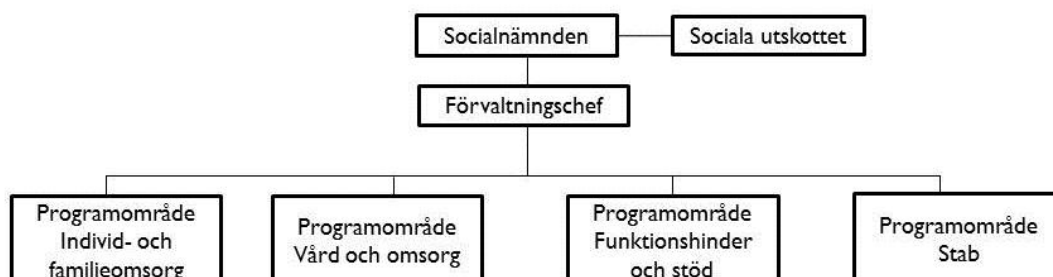 Socialnämnden
Sociala utskottet
Förvaltningschef
Programområde
Individ- och
familjeomsorg
Programområde
Vård och omsorg
Programområde
Funktionshinder
och stöd
Programområde
Stab